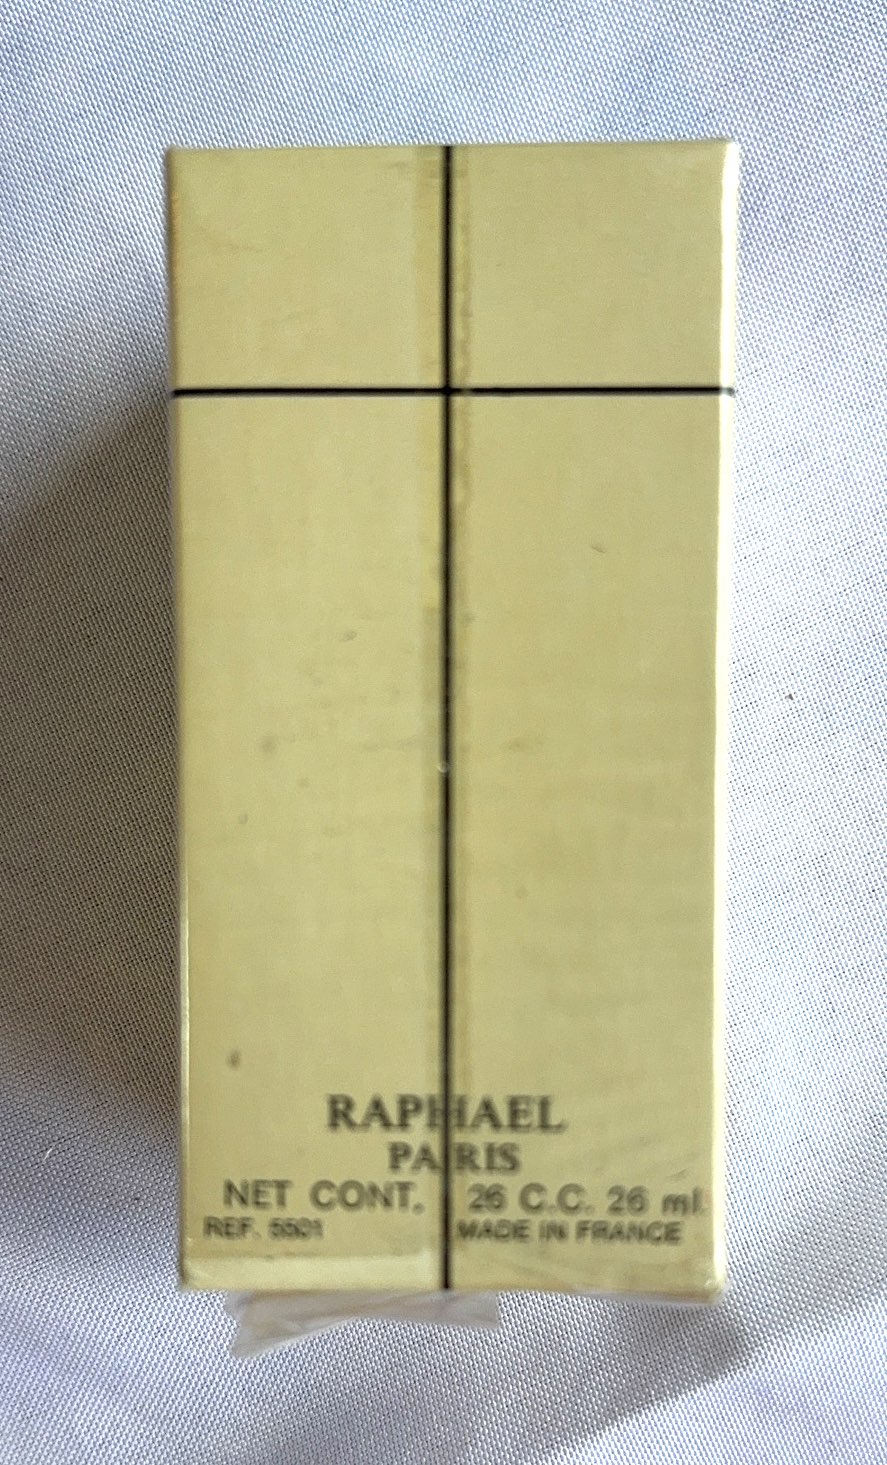 RAPHAEL
PARIS
NET CONT. 26 C.C. 26 ml.
REF. 5501 MADE IN FRANCE